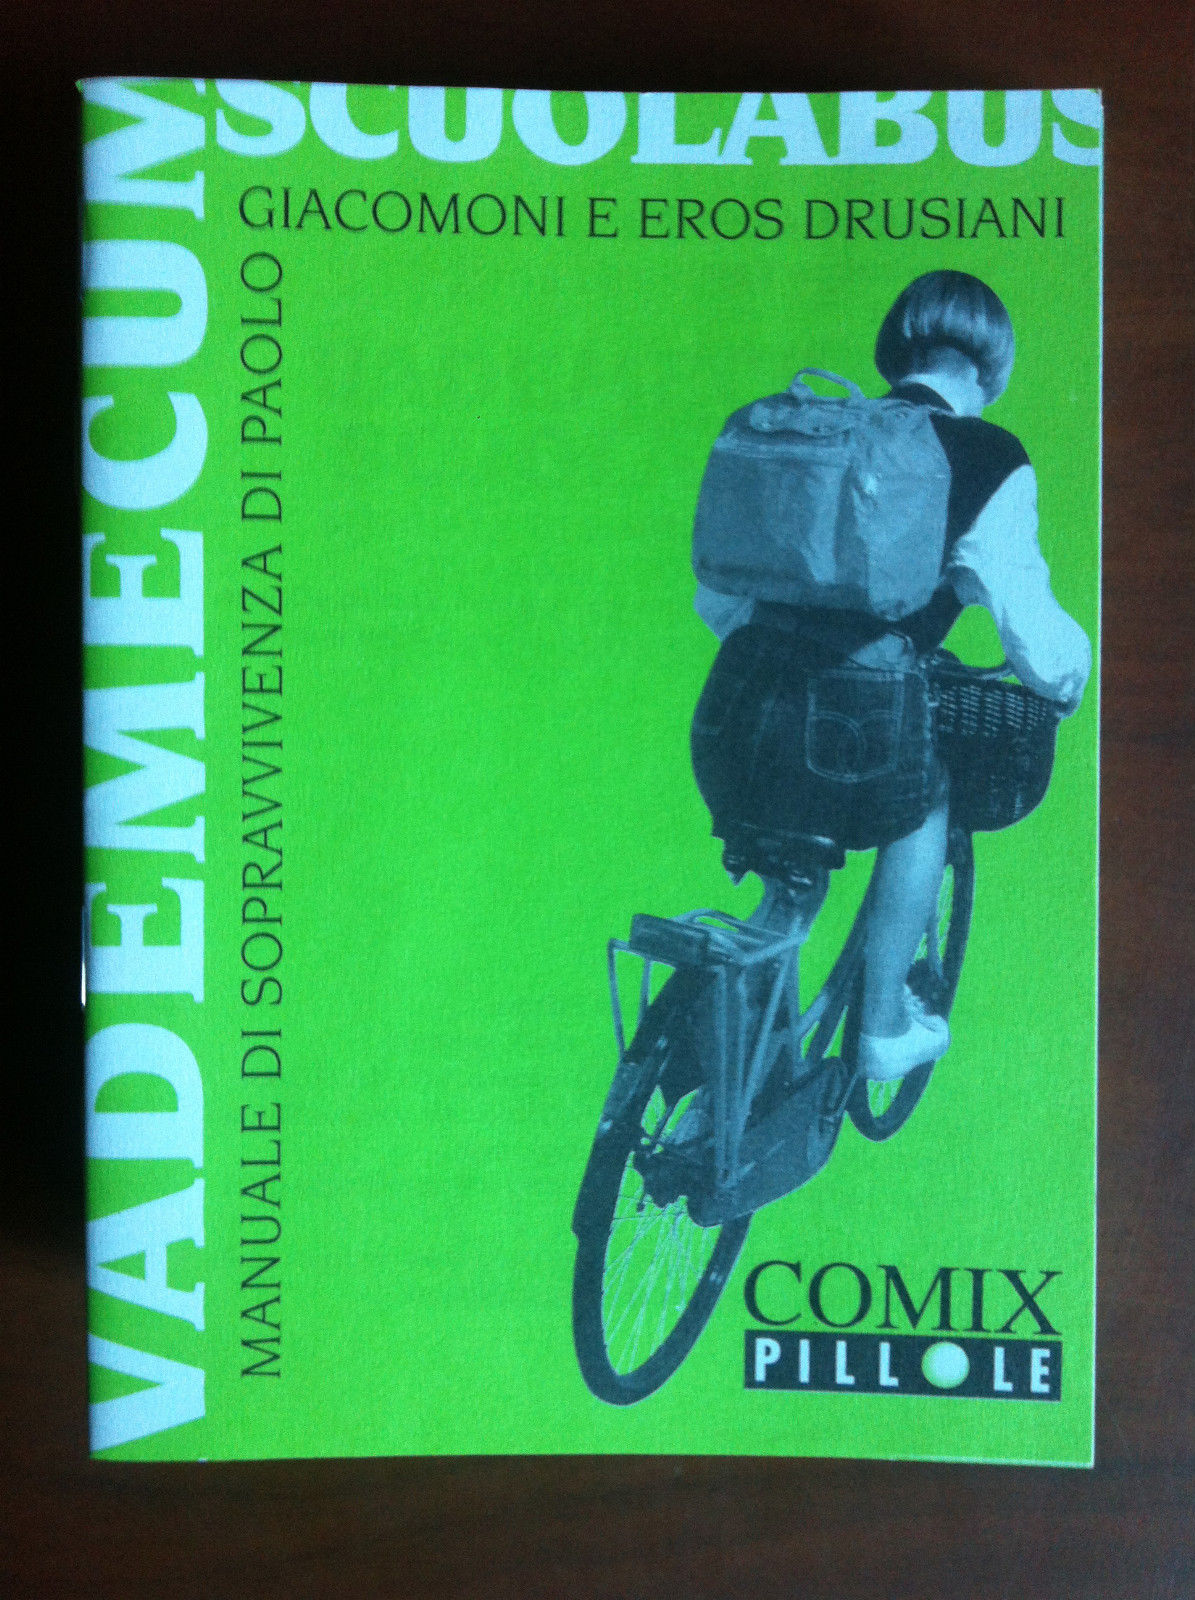 VADEMECUM
SCUOLABUS
MANUALE DI SOPRAVVIVENZA DI PAOLO
GIACOMONI E EROS DRUSIANI
COMIX
PILLOLE